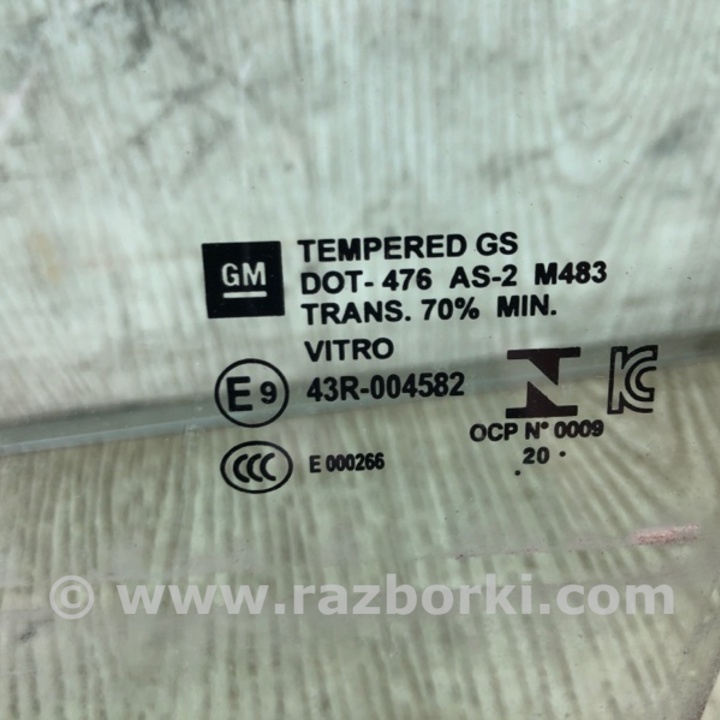 GM
TEMPERED GS
DOT- 476 AS-2 M483
TRANS. 70% MIN.
VITRO
E9 43R-004582
CCC E 000266
N
KC
OCP N° 0009
. 20 .
© www.razborki.com